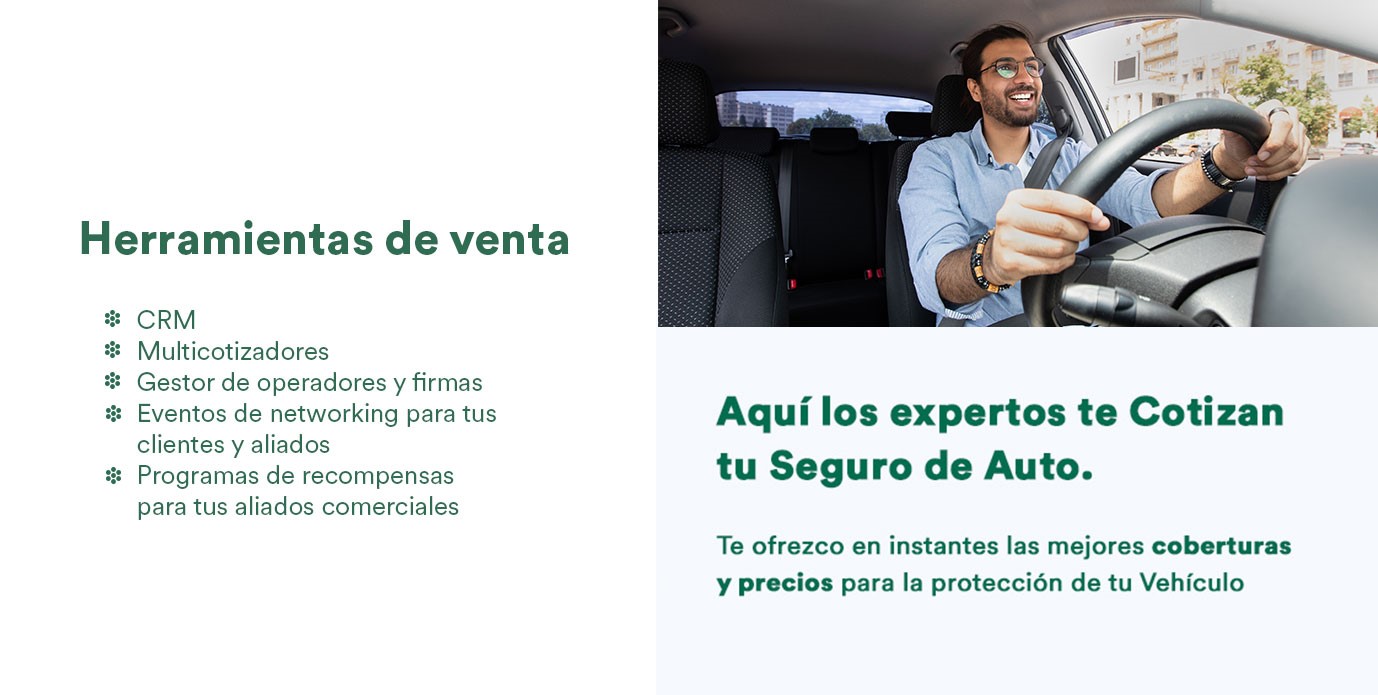 Herramientas de venta
CRM
Multicotizadores
Gestor de operadores y firmas
Eventos de networking para tus
clientes y aliados
Programas de recompensas
para tus aliados comerciales
Aquí los expertos te Cotizan
tu Seguro de Auto.
Te ofrezco en instantes las mejores coberturas
y precios para la protección de tu Vehículo